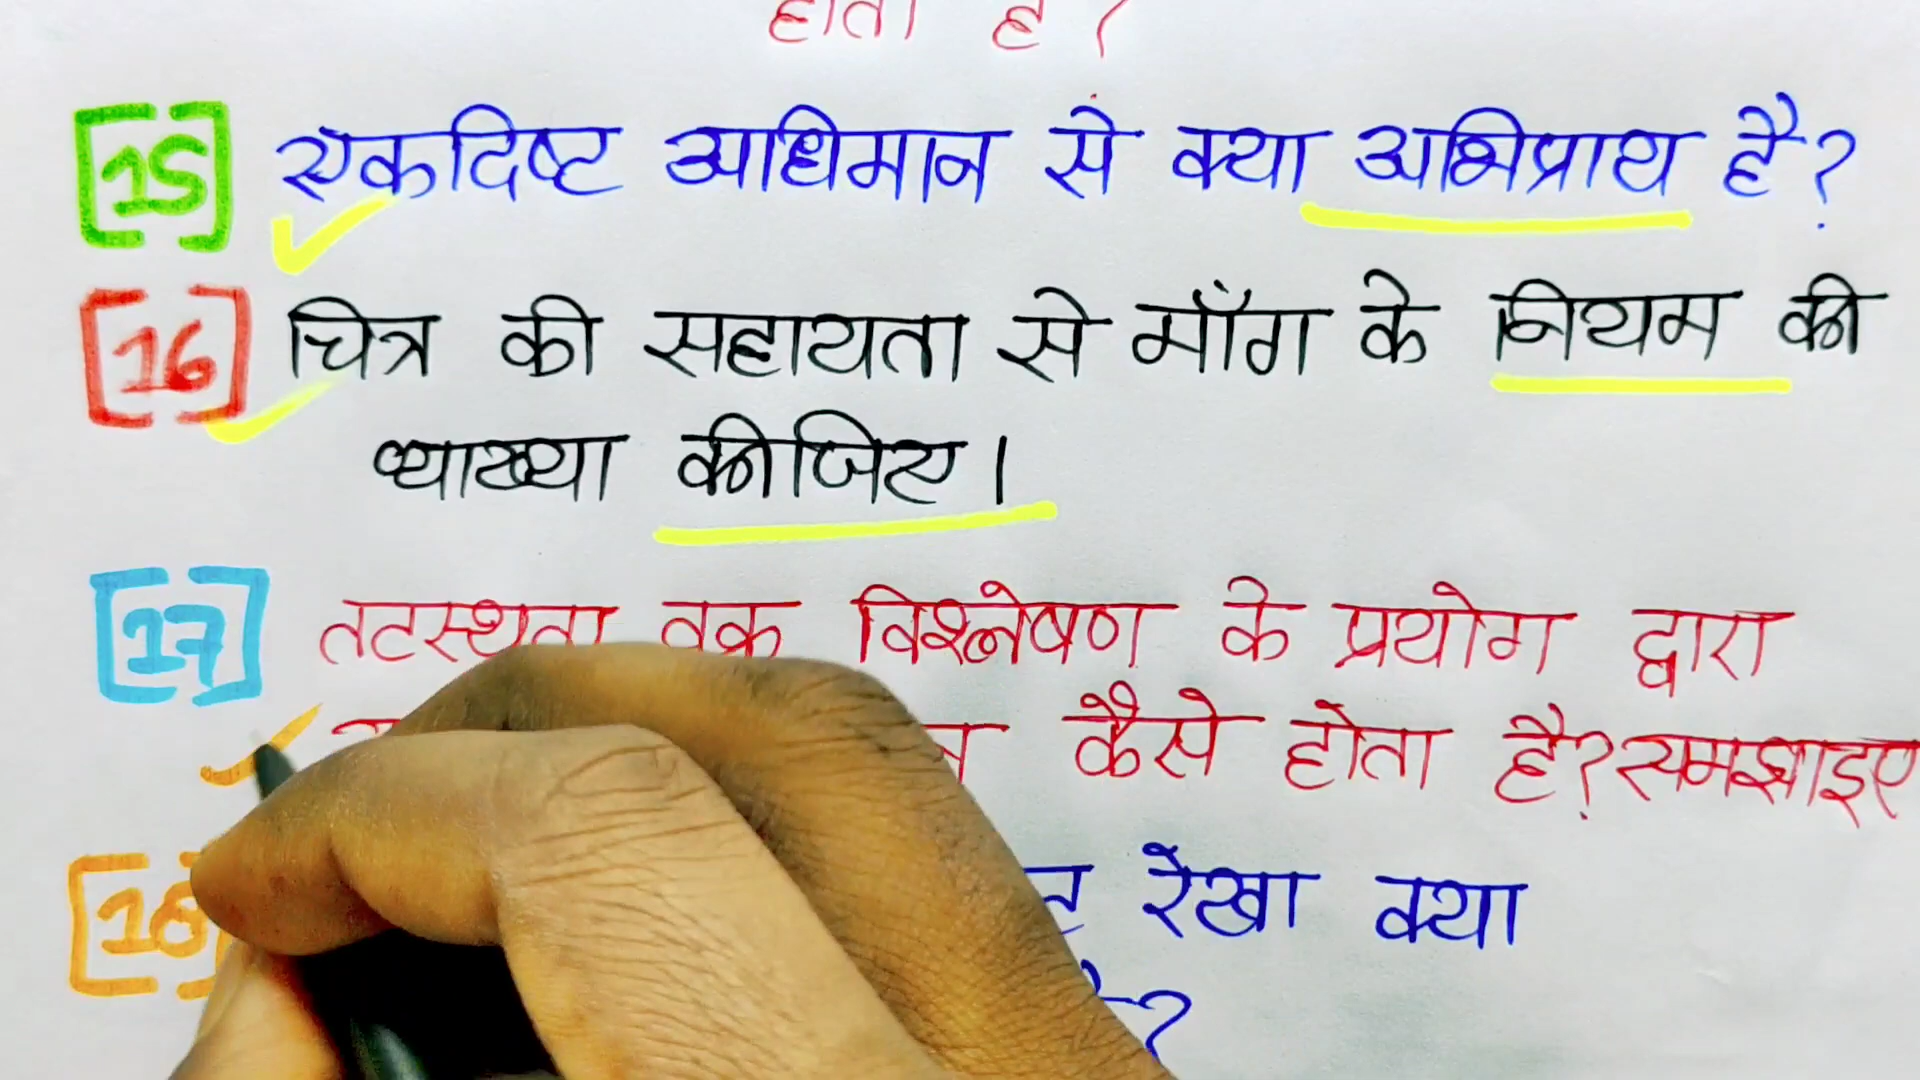 होता है?
[15] एकदिष्ट अधिमान से क्या अभिप्राय है?
[16] चित्र की सहायता से माँग के नियम की
व्याख्या कीजिए।
[17] तटस्थता वक्र विश्लेषण के प्रयोग द्वारा
कैसे होता है? समझाइए
[18] रेखा क्या
?